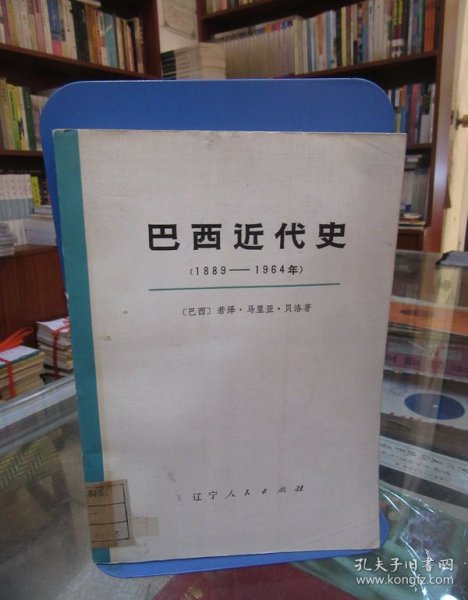 巴西近代史
(1889——1964年)
〔巴西〕若泽·马里亚·贝洛著
辽宁人民出版社
孔夫子旧书网
www.kongfz.com